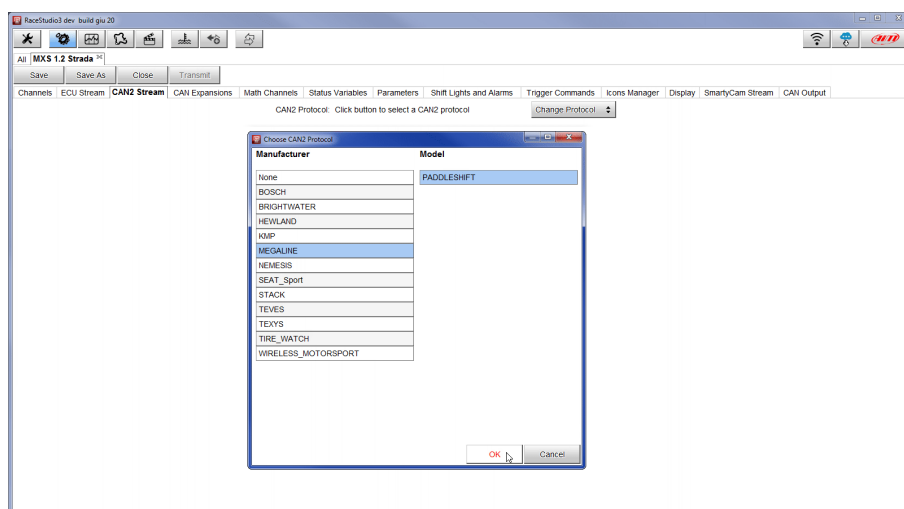 RaceStudio3 dev build giu 20
All MXS 1.2 Strada
Save Save As Close Transmit
Channels ECU Stream CAN2 Stream CAN Expansions Math Channels Status Variables Parameters Shift Lights and Alarms Trigger Commands Icons Manager Display SmartyCam Stream CAN Output
CAN2 Protocol: Click button to select a CAN2 protocol Change Protocol
Choose CAN2 Protocol
Manufacturer Model
None PADDLESHIFT
BOSCH
BRIGHTWATER
HEWLAND
KMP
MEGALINE
NEMESIS
SEAT_Sport
STACK
TEVES
TEXYS
TIRE_WATCH
WIRELESS_MOTORSPORT
OK Cancel